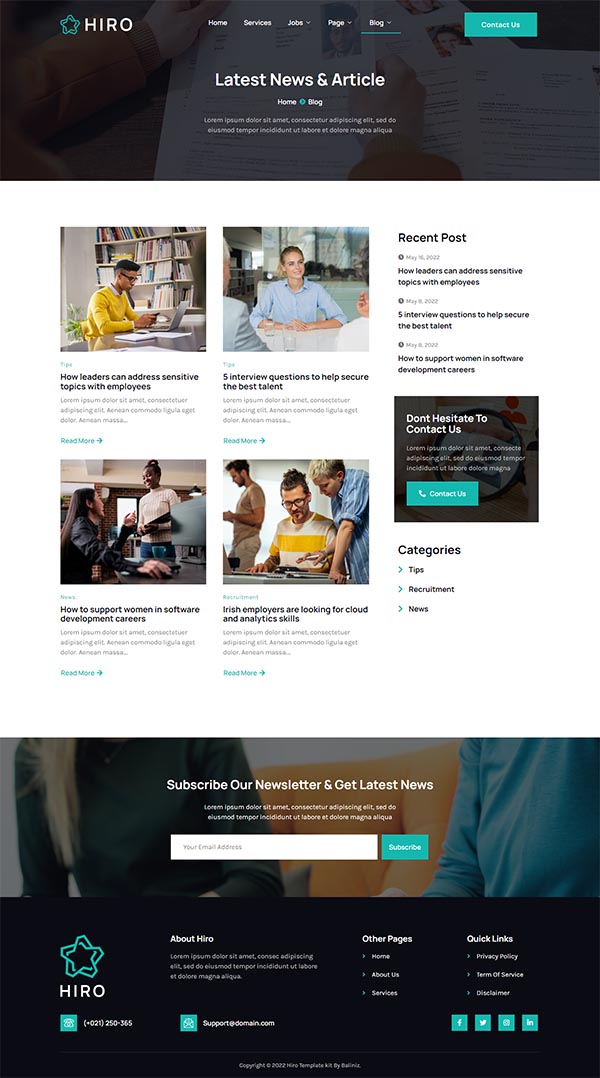 HIRO
Home Services Jobs Page Blog
Contact Us
Latest News & Article
Home Blog
Lorem ipsum dolor sit amet, consectetur adipiscing elit, sed do
eiusmod tempor incididunt ut labore et dolore magna aliqua
Tips
How leaders can address sensitive
topics with employees
Lorem ipsum dolor sit amet, consectetuer
adipiscing elit. Aenean commodo ligula eget
dolor. Aenean massa....
Read More
Tips
5 interview questions to help secure
the best talent
Lorem ipsum dolor sit amet, consectetuer
adipiscing elit. Aenean commodo ligula eget
dolor. Aenean massa....
Read More
News
How to support women in software
development careers
Lorem ipsum dolor sit amet, consectetuer
adipiscing elit. Aenean commodo ligula eget
dolor. Aenean massa....
Read More
Recruitment
Irish employers are looking for cloud
and analytics skills
Lorem ipsum dolor sit amet, consectetuer
adipiscing elit. Aenean commodo ligula eget
dolor. Aenean massa....
Read More
Recent Post
May 16, 2022
How leaders can address sensitive
topics with employees
May 8, 2022
5 interview questions to help secure
the best talent
May 8, 2022
How to support women in software
development careers
Dont Hesitate To
Contact Us
Lorem ipsum dolor sit amet, consecte
adipiscing elit, sed do eiusmod tempor
incididunt ut labore et dolore magna
Contact Us
Categories
Tips
Recruitment
News
Subscribe Our Newsletter & Get Latest News
Lorem ipsum dolor sit amet, consectetur adipiscing elit, sed do
eiusmod tempor incididunt ut labore et dolore magna aliqua
Your Email Address
Subscribe
HIRO
About Hiro
Lorem ipsum dolor sit amet, consec adipiscing
elit, sed do eiusmod tempor incididunt ut labore et
dolore magna aliqua.
Other Pages
Home
About Us
Services
Quick Links
Privacy Policy
Term Of Service
Disclaimer
(+021) 250-365
Support@domain.com
Copyright © 2022 Hiro Template kit By Baliniz.